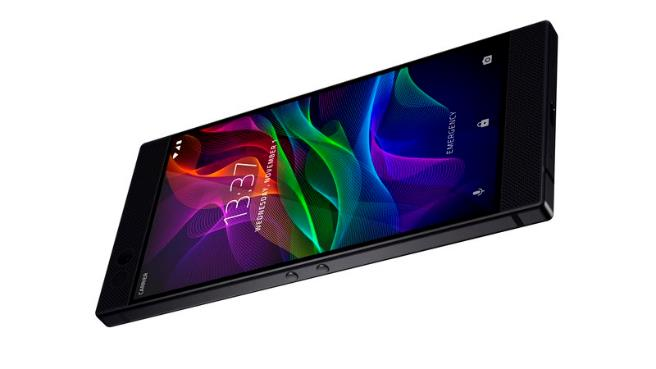 CARRIER
13:37
WEDNESDAY, NOVEMBER 1
EMERGENCY